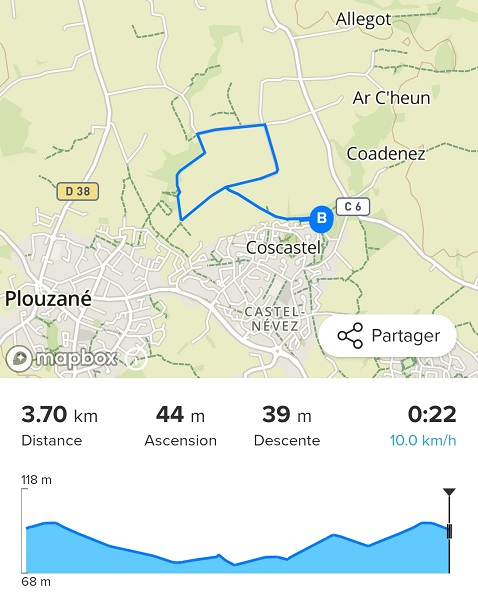 Allegot
Ar C'heun
Coadenez
D 38
C 6
B
Coscastel
Plouzané
CASTEL-
NÉVEZ
Partager
mapbox
3.70 km
44 m
39 m
0:22
Distance
Ascension
Descente
10.0 km/h
118 m
68 m